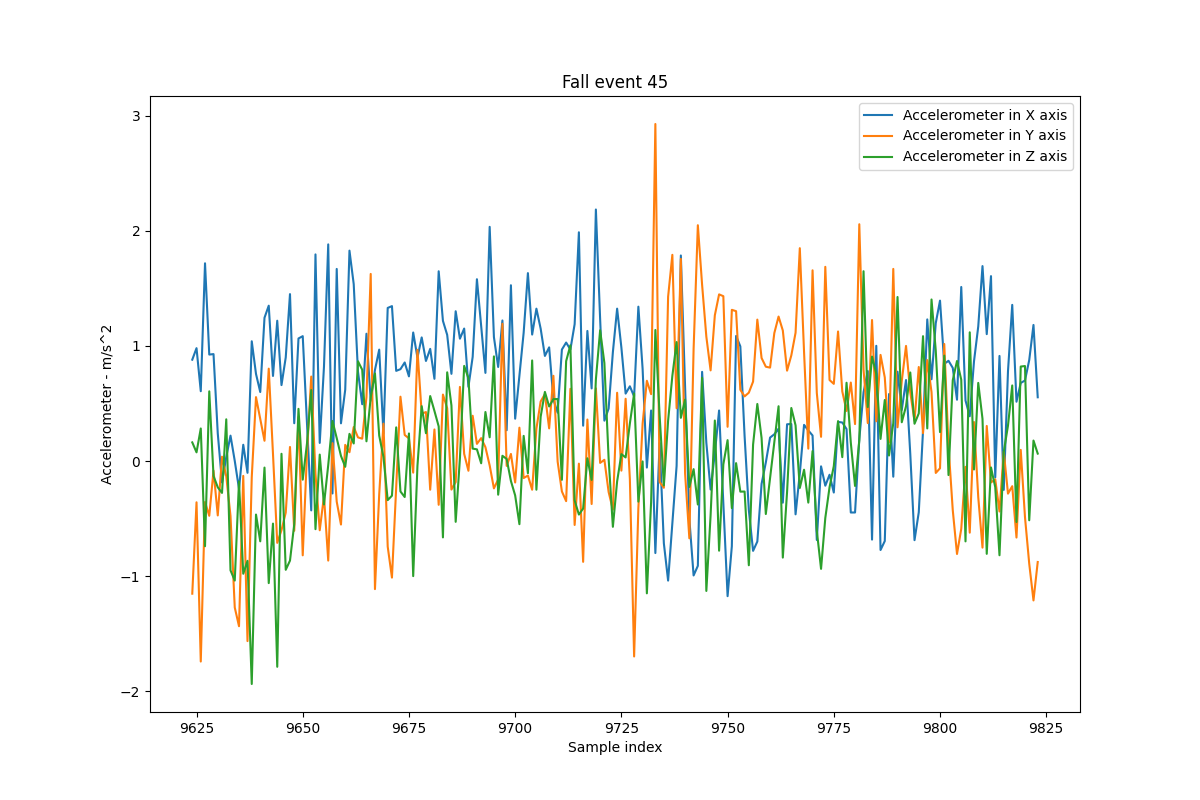 Fall event 45
Accelerometer in X axis
Accelerometer in Y axis
Accelerometer in Z axis
3
2
1
0
−1
−2
Accelerometer - m/s^2
9625 9650 9675 9700 9725 9750 9775 9800 9825
Sample index